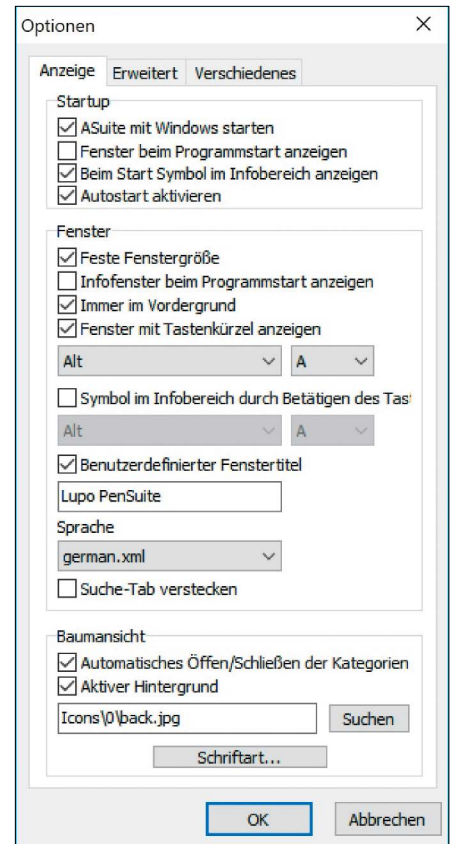 Optionen
Anzeige Erweitert Verschiedenes
Startup
ASuite mit Windows starten
Fenster beim Programmstart anzeigen
Beim Start Symbol im Infobereich anzeigen
Autostart aktivieren
Fenster
Feste Fenstergröße
Infofenster beim Programmstart anzeigen
Immer im Vordergrund
Fenster mit Tastenkürzel anzeigen
Alt A
Symbol im Infobereich durch Betätigen des Tast
Alt A
Benutzerdefinierter Fenstertitel
Lupo PenSuite
Sprache
german.xml
Suche-Tab verstecken
Baumansicht
Automatisches Öffen/Schließen der Kategorien
Aktiver Hintergrund
Icons\0\back.jpg Suchen
Schriftart...
OK Abbrechen